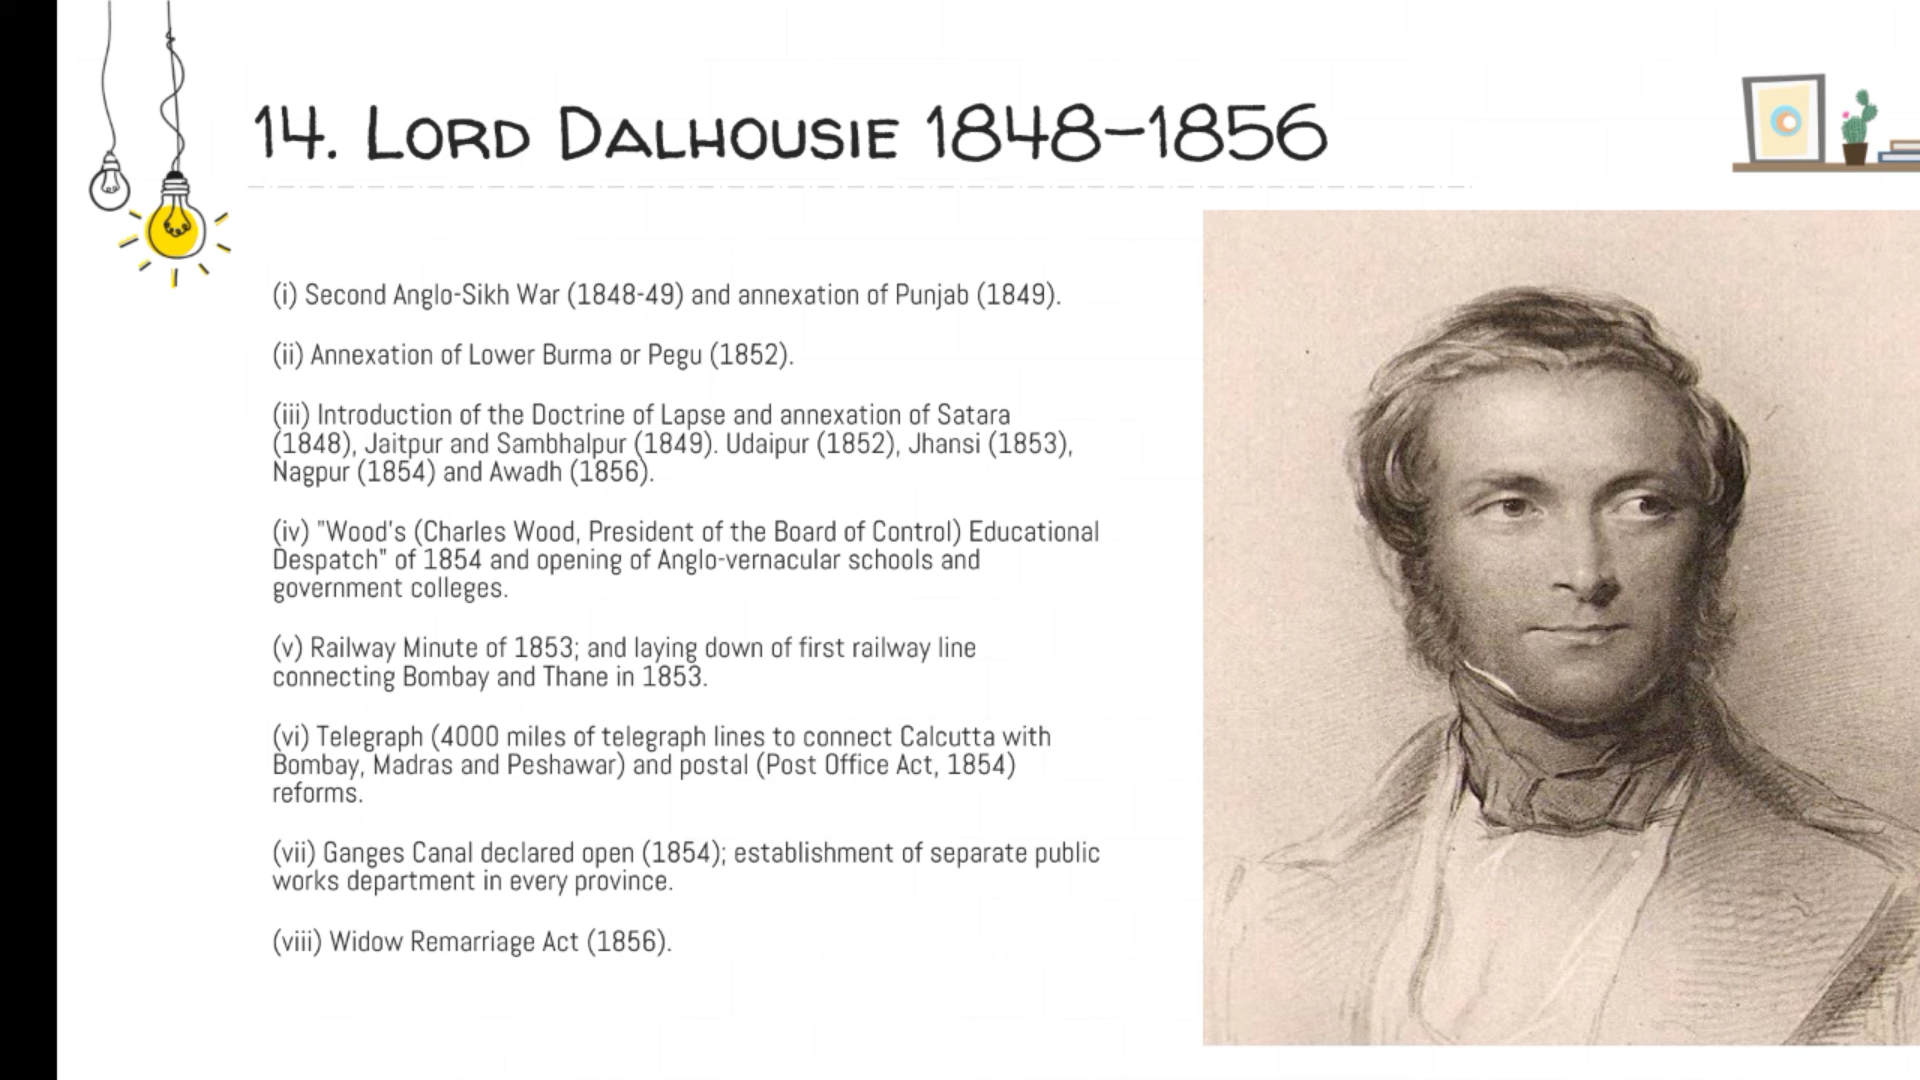 14. LORD DALHOUSIE 1848-1856
(i) Second Anglo-Sikh War (1848-49) and annexation of Punjab (1849).
(ii) Annexation of Lower Burma or Pegu (1852).
(iii) Introduction of the Doctrine of Lapse and annexation of Satara
(1848), Jaitpur and Sambhalpur (1849). Udaipur (1852), Jhansi (1853),
Nagpur (1854) and Awadh (1856).
(iv) "Wood's (Charles Wood, President of the Board of Control) Educational
Despatch" of 1854 and opening of Anglo-vernacular schools and
government colleges.
(v) Railway Minute of 1853; and laying down of first railway line
connecting Bombay and Thane in 1853.
(vi) Telegraph (4000 miles of telegraph lines to connect Calcutta with
Bombay, Madras and Peshawar) and postal (Post Office Act, 1854)
reforms.
(vii) Ganges Canal declared open (1854); establishment of separate public
works department in every province.
(viii) Widow Remarriage Act (1856).